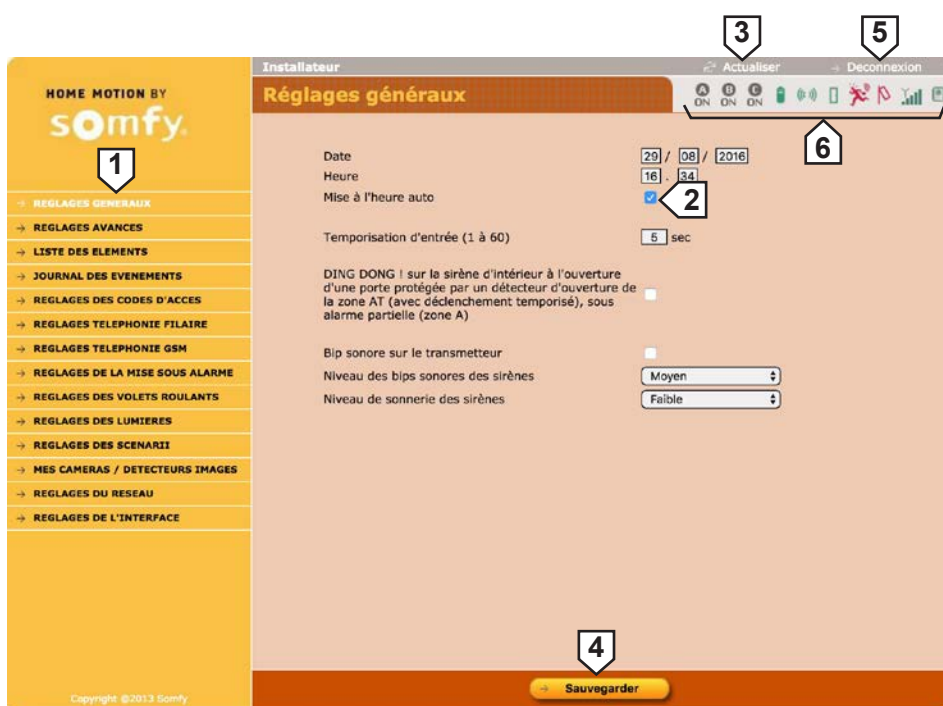 3
5
Installateur
Actualiser
Deconnexion
HOME MOTION BY
somfy.
Réglages généraux
A B C
ON ON ON
6
1
Date 29 / 08 / 2016
Heure 16 . 34
Mise à l'heure auto
2
Temporisation d'entrée (1 à 60) 5 sec
DING DONG ! sur la sirène d'intérieur à l'ouverture
d'une porte protégée par un détecteur d'ouverture de
la zone AT (avec déclenchement temporisé), sous
alarme partielle (zone A)
Bip sonore sur le transmetteur
Niveau des bips sonores des sirènes Moyen
Niveau de sonnerie des sirènes Faible
REGLAGES GENERAUX
REGLAGES AVANCES
LISTE DES ELEMENTS
JOURNAL DES EVENEMENTS
REGLAGES DES CODES D'ACCES
REGLAGES TELEPHONIE FILAIRE
REGLAGES TELEPHONIE GSM
REGLAGES DE LA MISE SOUS ALARME
REGLAGES DES VOLETS ROULANTS
REGLAGES DES LUMIERES
REGLAGES DES SCENARII
MES CAMERAS / DETECTEURS IMAGES
REGLAGES DU RESEAU
REGLAGES DE L'INTERFACE
4
Sauvegarder
Copyright @2013 Somfy